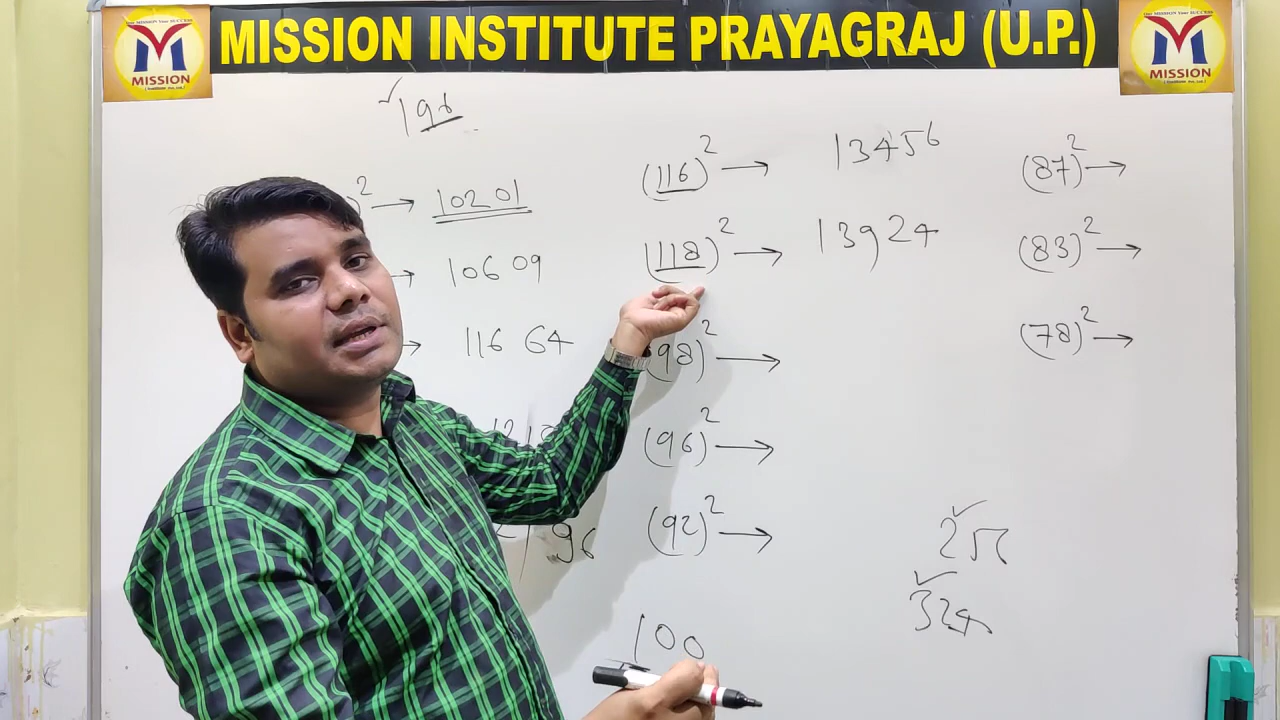 MISSION INSTITUTE PRAYAGRAJ (U.P.)
MISSION
MISSION
196
² → 10201
→ 10609
→ 11664
96
(116)² → 13456
(118)² → 13924
(98)² →
(96)² →
(92)² →
100
(87)² →
(83)² →
(78)² →
324